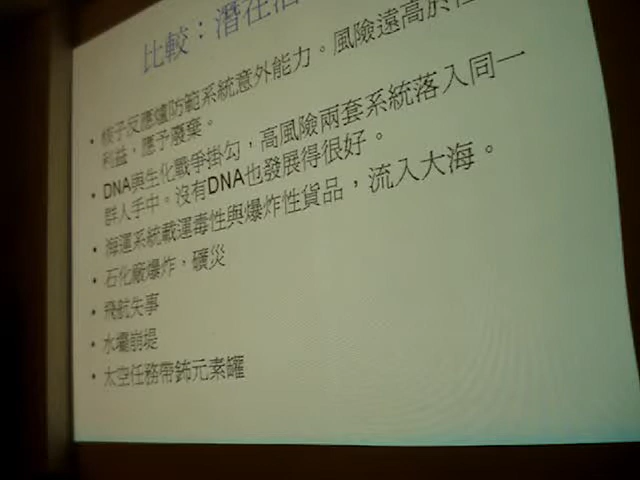 比較：潛在
• 核子反應爐防範系統意外能力。風險遠高於
利益，應予廢棄。
• DNA與生化戰爭掛勾，高風險兩套系統落入同一
群人手中。沒有DNA也發展得很好。
• 海運系統載運毒性與爆炸性貨品，流入大海。
• 石化廠爆炸，礦災
• 飛航失事
• 水壩崩堤
• 太空任務帶鈽元素罐